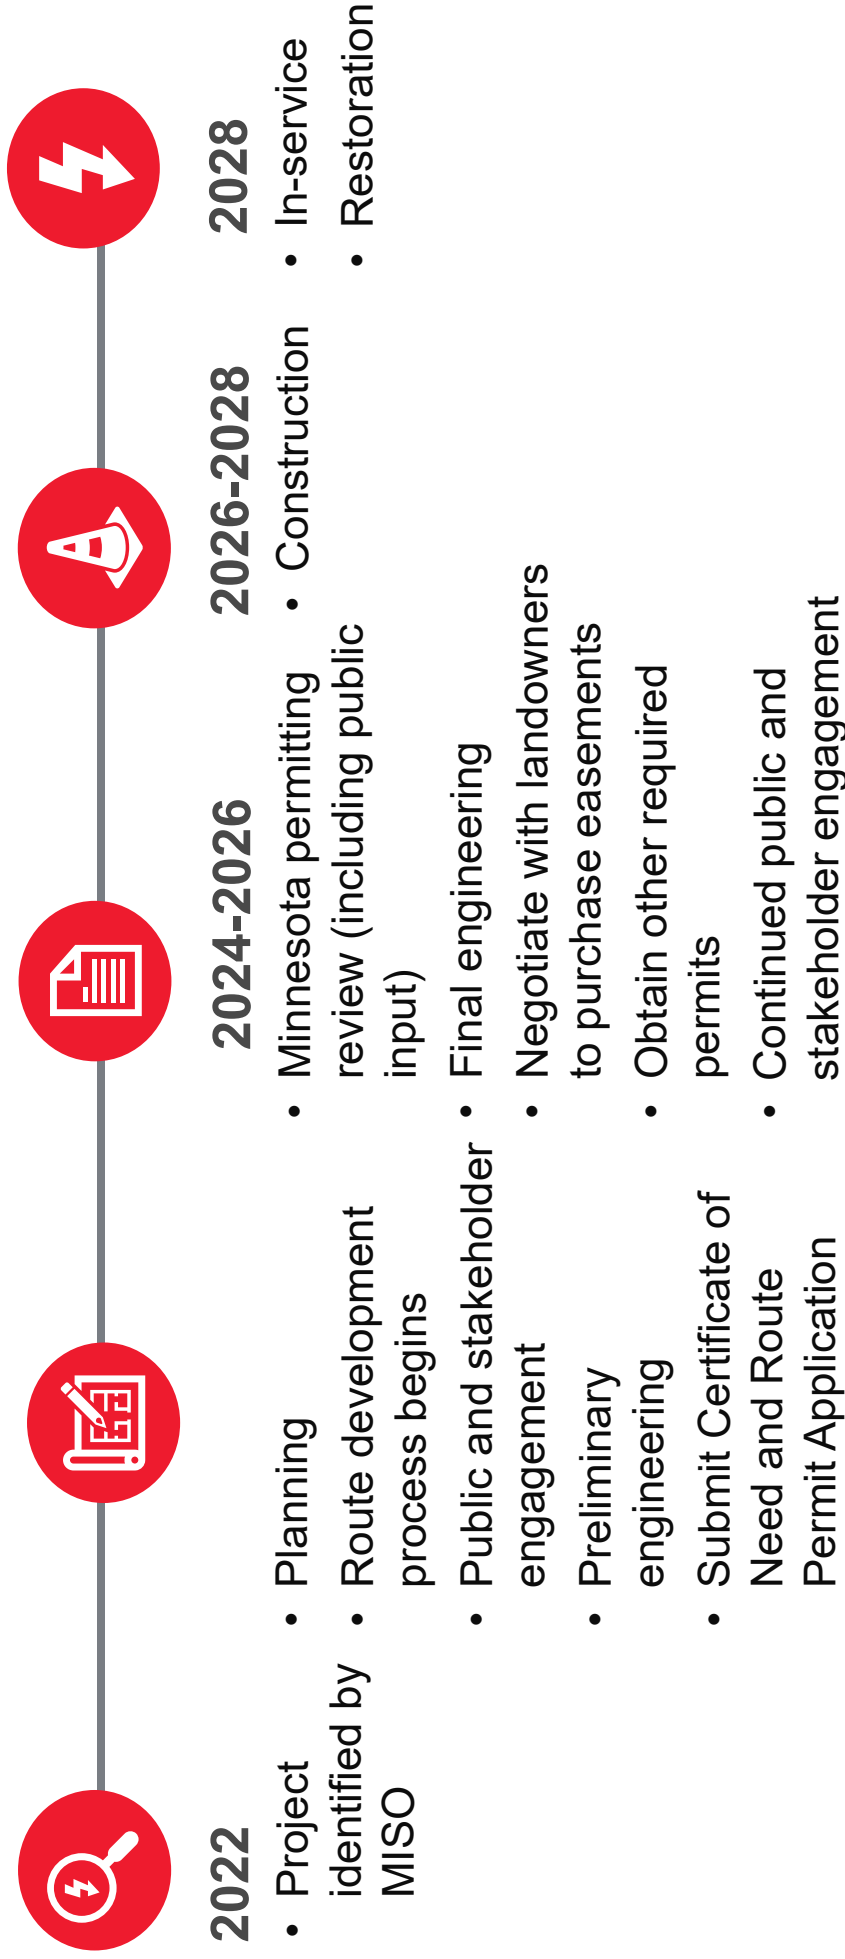 2022
• Project
identified by
MISO
• Planning
• Route development
process begins
• Public and stakeholder
engagement
• Preliminary
engineering
• Submit Certificate of
Need and Route
Permit Application
2024-2026
• Minnesota permitting
review (including public
input)
• Final engineering
• Negotiate with landowners
to purchase easements
• Obtain other required
permits
• Continued public and
stakeholder engagement
2026-2028
• Construction
2028
• In-service
• Restoration